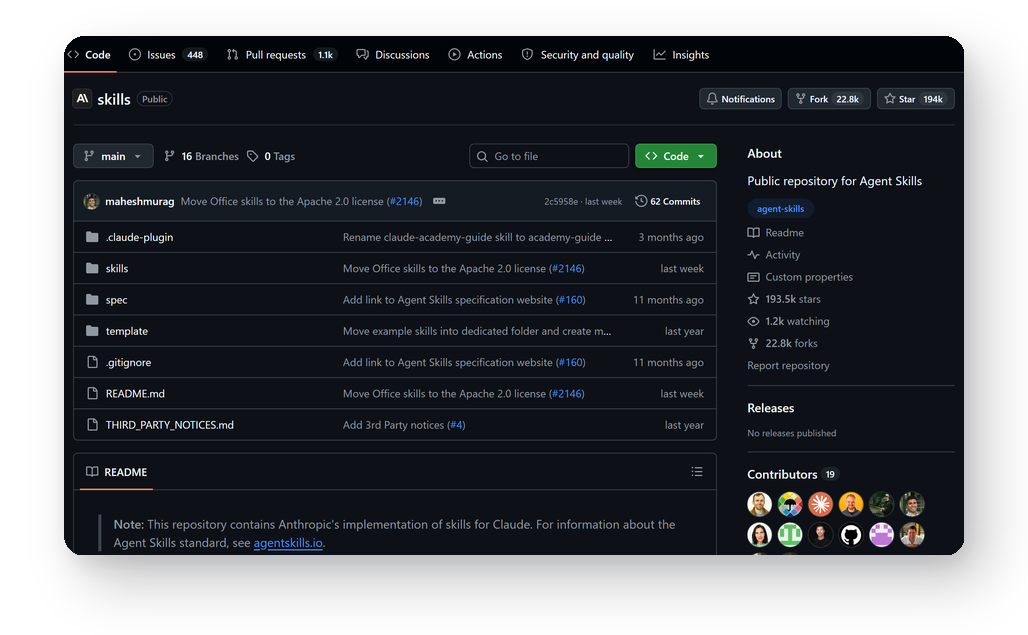 Code Issues 448 Pull requests 1.1k Discussions Actions Security and quality Insights
skills Public Notifications Fork 22.8k Star 194k
main 16 Branches 0 Tags Go to file Code
maheshmurag Move Office skills to the Apache 2.0 license (#2146) 2c5958e · last week 62 Commits
.claude-plugin Rename claude-academy-guide skill to academy-guide ... 3 months ago
skills Move Office skills to the Apache 2.0 license (#2146) last week
spec Add link to Agent Skills specification website (#160) 11 months ago
template Move example skills into dedicated folder and create m... last year
.gitignore Add link to Agent Skills specification website (#160) 11 months ago
README.md Move Office skills to the Apache 2.0 license (#2146) last week
THIRD_PARTY_NOTICES.md Add 3rd Party notices (#4) last year
README
Note: This repository contains Anthropic's implementation of skills for Claude. For information about the
Agent Skills standard, see agentskills.io.
About
Public repository for Agent Skills
agent-skills
Readme
Activity
Custom properties
193.5k stars
1.2k watching
22.8k forks
Report repository
Releases
No releases published
Contributors 19